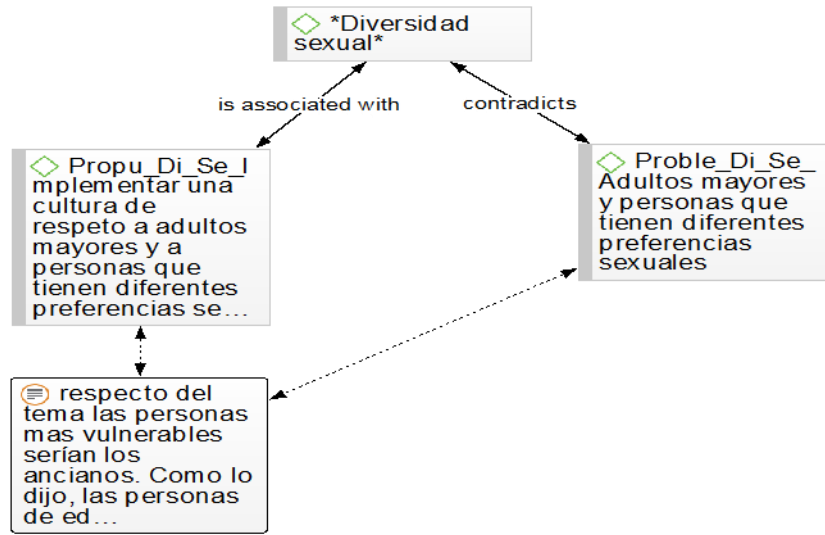 *Diversidad
sexual*
is associated with
contradicts
Propu_Di_Se_I
mplementar una
cultura de
respeto a adultos
mayores y a
personas que
tienen diferentes
preferencias se...
Proble_Di_Se_
Adultos mayores
y personas que
tienen diferentes
preferencias
sexuales
respecto del
tema las personas
mas vulnerables
serían los
ancianos. Como lo
dijo, las personas
de ed...